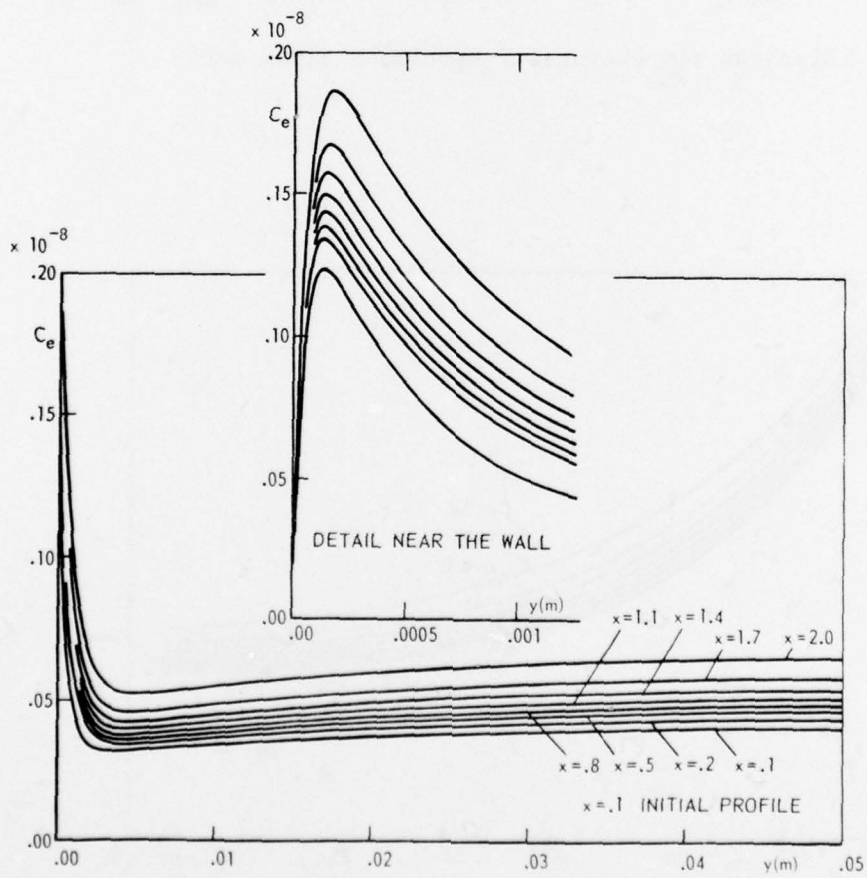 × 10⁻⁸
.20
Cₑ
.15
.10
.05
.00
DETAIL NEAR THE WALL
y(m)
.00
.0005
.001
× 10⁻⁸
.20
Cₑ
.15
.10
.05
.00
x=1.1
x=1.4
x=1.7
x=2.0
x=.8
x=.5
x=.2
x=.1
x=.1 INITIAL PROFILE
.00
.01
.02
.03
.04
y(m)
.05